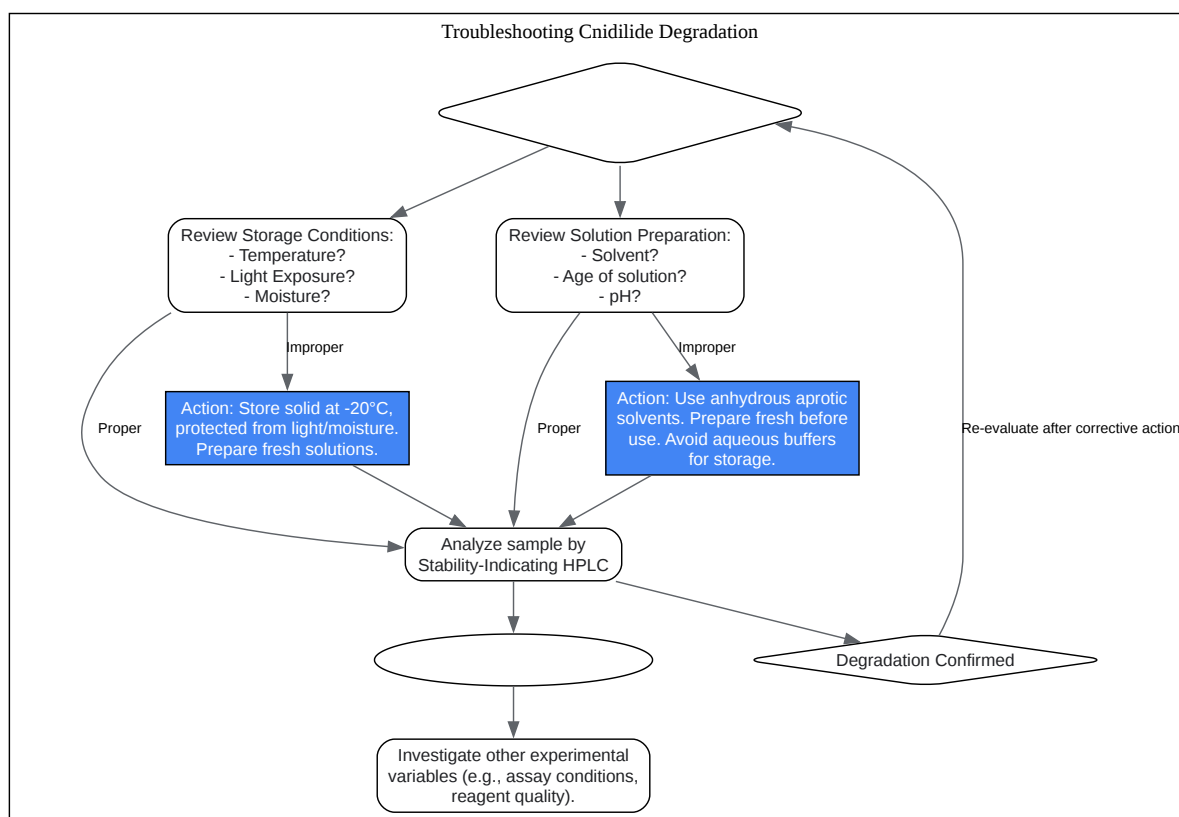 Troubleshooting Cnidilide Degradation
Review Storage Conditions:
- Temperature?
- Light Exposure?
- Moisture?
Review Solution Preparation:
- Solvent?
- Age of solution?
- pH?
Improper
Improper
Action: Store solid at -20°C,
protected from light/moisture.
Prepare fresh solutions.
Action: Use anhydrous aprotic
solvents. Prepare fresh before
use. Avoid aqueous buffers
for storage.
Proper
Proper
Re-evaluate after corrective action
Analyze sample by
Stability-Indicating HPLC
Degradation Confirmed
Investigate other experimental
variables (e.g., assay conditions,
reagent quality).